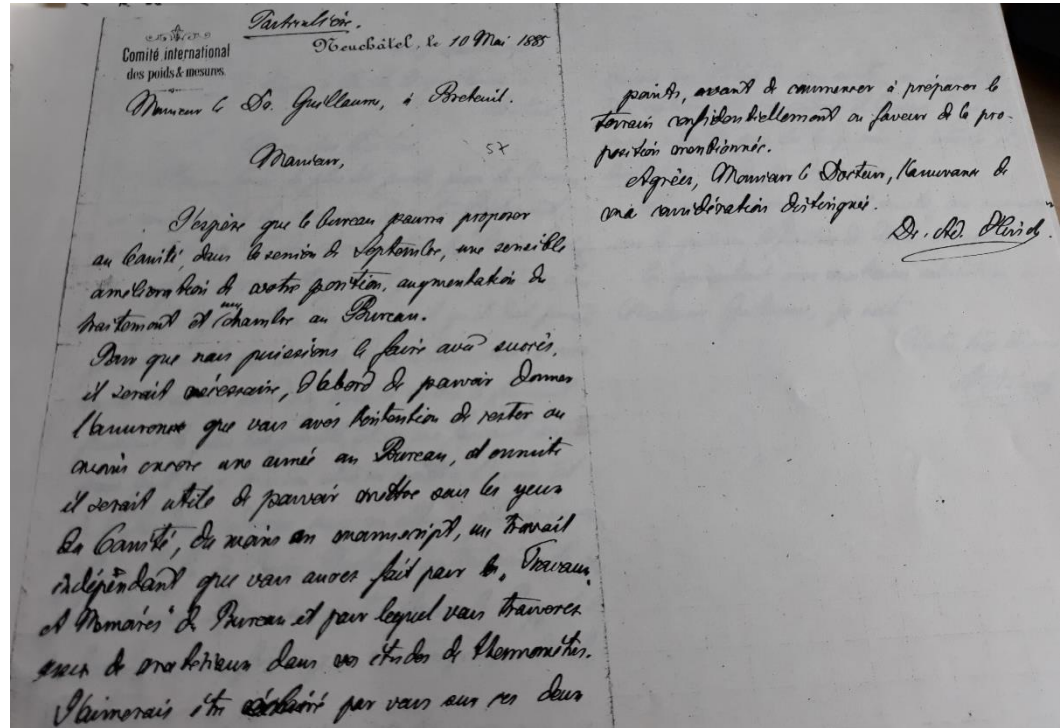 Particulière.
Comité international
des poids & mesures
Neuchâtel, le 10 Mai 1885
Monsieur le Dr. Guillaume, à Breteuil.
57
Monsieur,
J'espère que le bureau pourra proposer
au Comité, dans la session de Septembre, une sensible
amélioration de votre position, augmentation de
traitement et une chambre au Bureau.
Pour que nous puissions le faire avec succès,
il serait nécessaire, d'abord de pouvoir donner
l'assurance que vous avez l'intention de rester au
moins encore une année au Bureau, et ensuite
il serait utile de pouvoir mettre sous les yeux
du Comité, du moins en manuscript, un travail
indépendant que vous aurez fait pour les „Travaux
et Mémoires" du Bureau et pour lequel vous trouverez
assez de matériaux dans vos études de thermomètres.
J'aimerais être éclairé par vous sur ces deux
points, avant de commencer à préparer le
terrain confidentiellement en faveur de la pro-
position mentionnée.
Agréez, Monsieur le Docteur, l'assurance de
ma considération distinguée.
Dr. Ad. Hirsch.